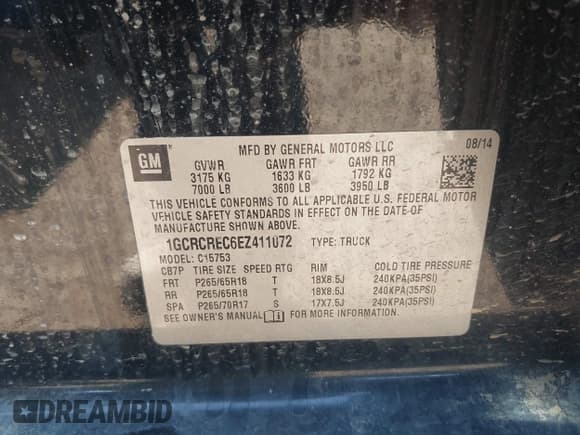 GM
MFD BY GENERAL MOTORS LLC 08/14
GVWR GAWR FRT GAWR RR
3175 KG 1633 KG 1792 KG
7000 LB 3600 LB 3950 LB
THIS VEHICLE CONFORMS TO ALL APPLICABLE U.S. FEDERAL MOTOR
VEHICLE SAFETY STANDARDS IN EFFECT ON THE DATE OF
MANUFACTURE SHOWN ABOVE.
1GCRCREC6EZ411072 TYPE: TRUCK
MODEL: C15753
CB7P TIRE SIZE SPEED RTG RIM COLD TIRE PRESSURE
FRT P265/65R18 T 18X8.5J 240KPA(35PSI)
RR P265/65R18 T 18X8.5J 240KPA(35PSI)
SPA P265/70R17 S 17X7.5J 240KPA(35PSI)
SEE OWNER'S MANUAL FOR ADDITIONAL INFORMATION.
DREAMBID